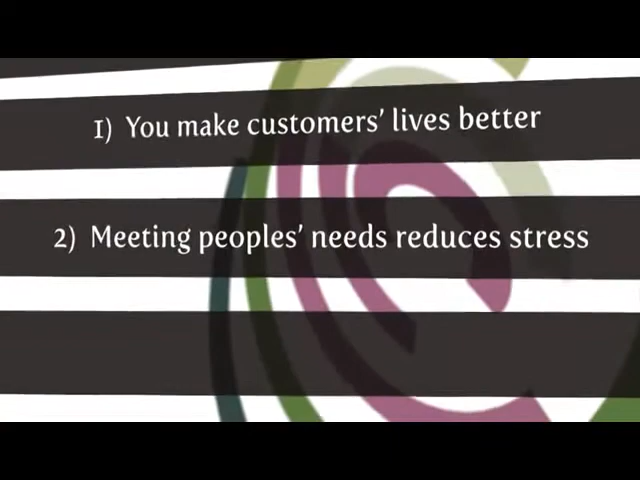 1) You make customers’ lives better
2) Meeting peoples’ needs reduces stress